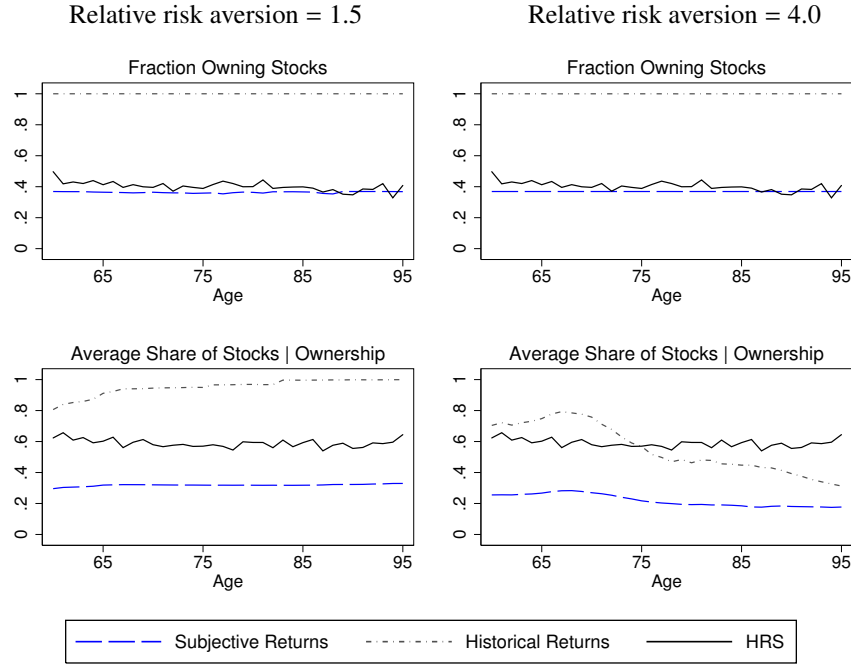 Relative risk aversion = 1.5
Relative risk aversion = 4.0
Fraction Owning Stocks
1
.8
.6
.4
.2
0
65 75 85 95
Age
Fraction Owning Stocks
1
.8
.6
.4
.2
0
65 75 85 95
Age
Average Share of Stocks | Ownership
1
.8
.6
.4
.2
0
65 75 85 95
Age
Average Share of Stocks | Ownership
1
.8
.6
.4
.2
0
65 75 85 95
Age
Subjective Returns Historical Returns HRS